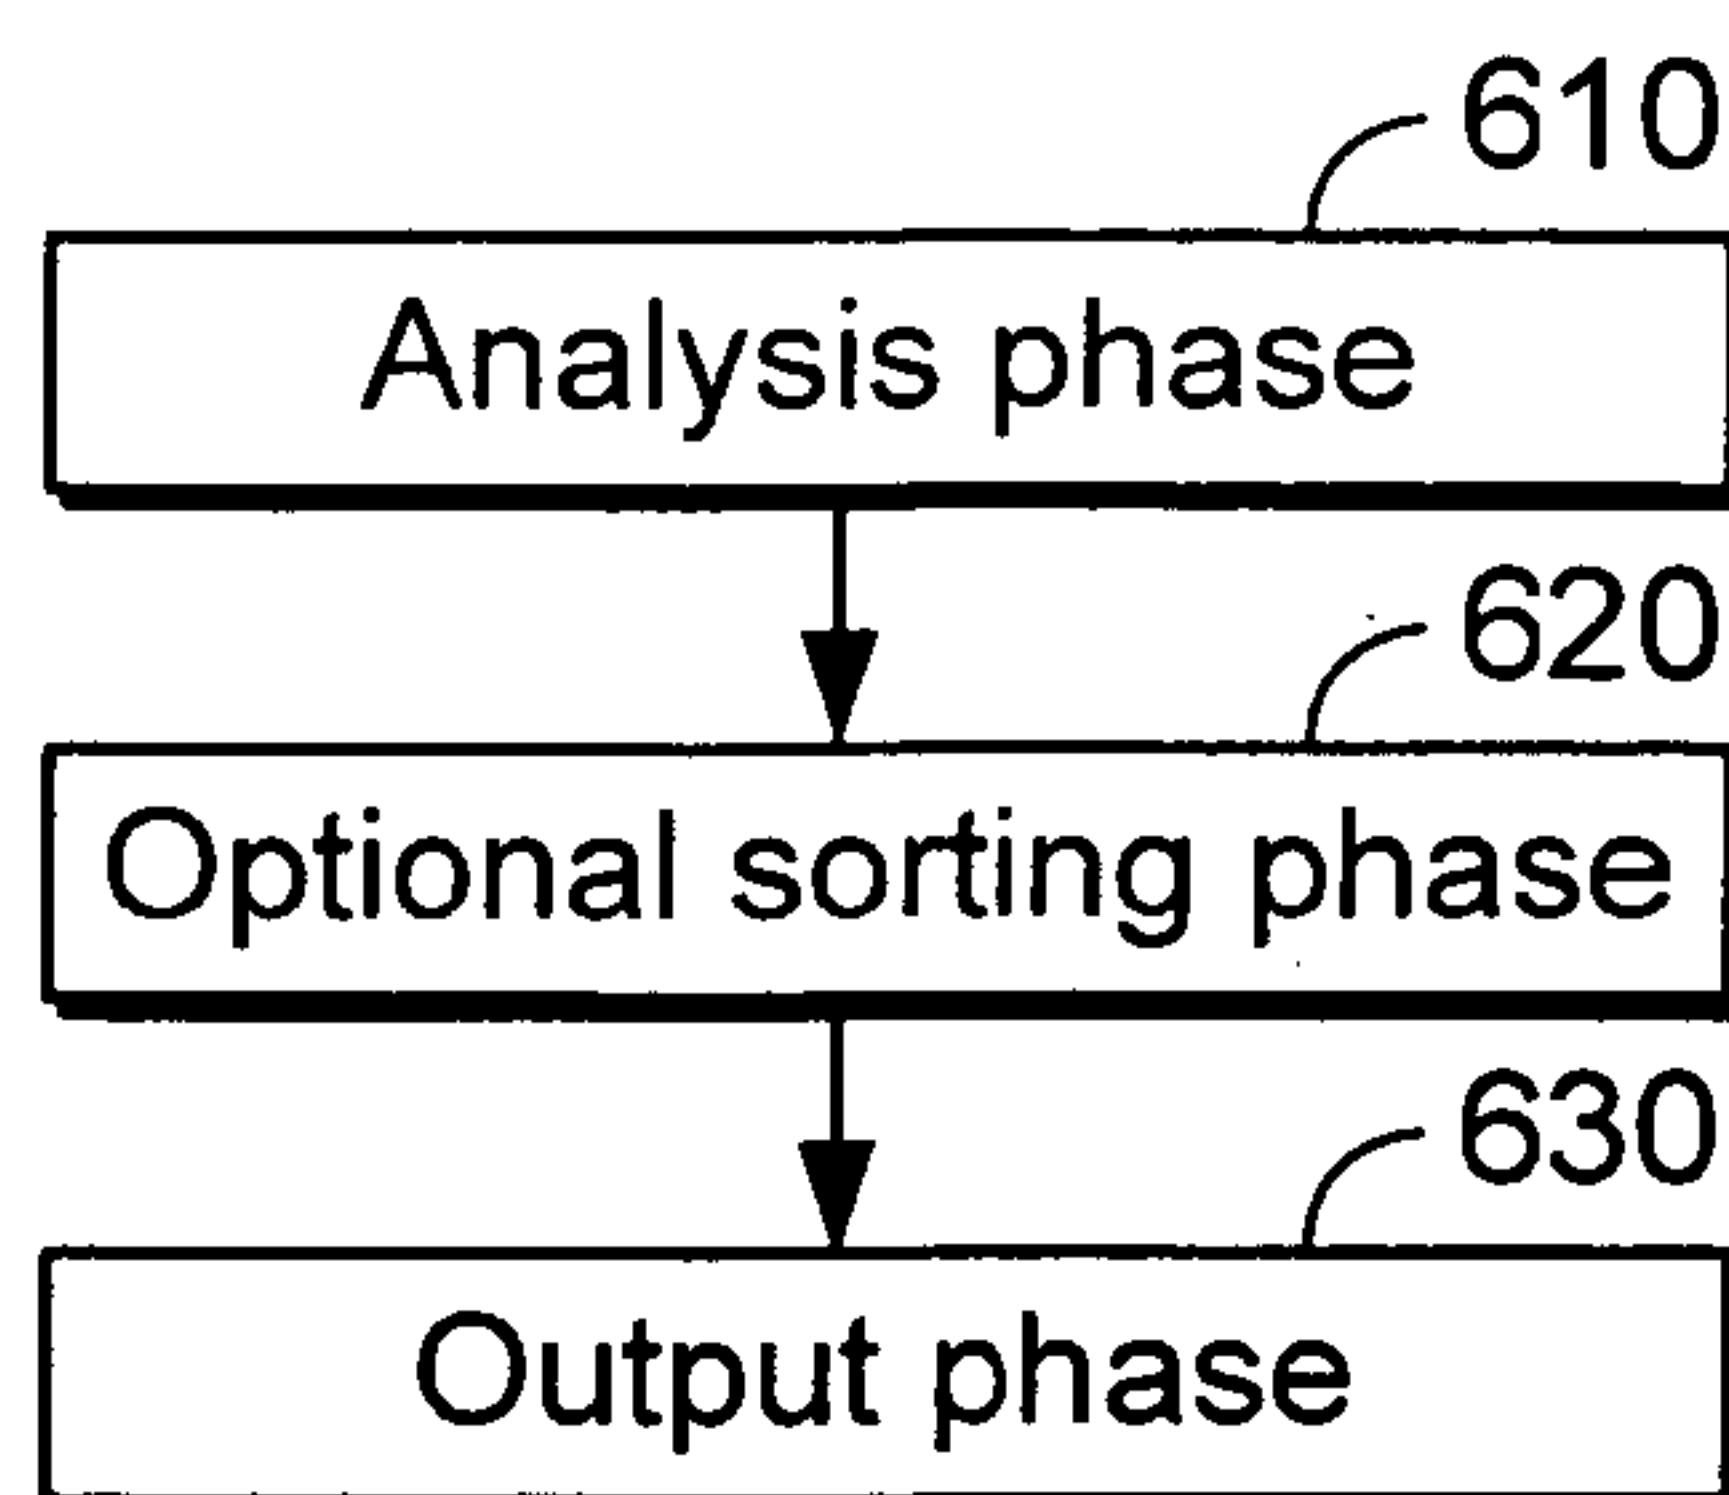 610
Analysis phase
620
Optional sorting phase
630
Output phase